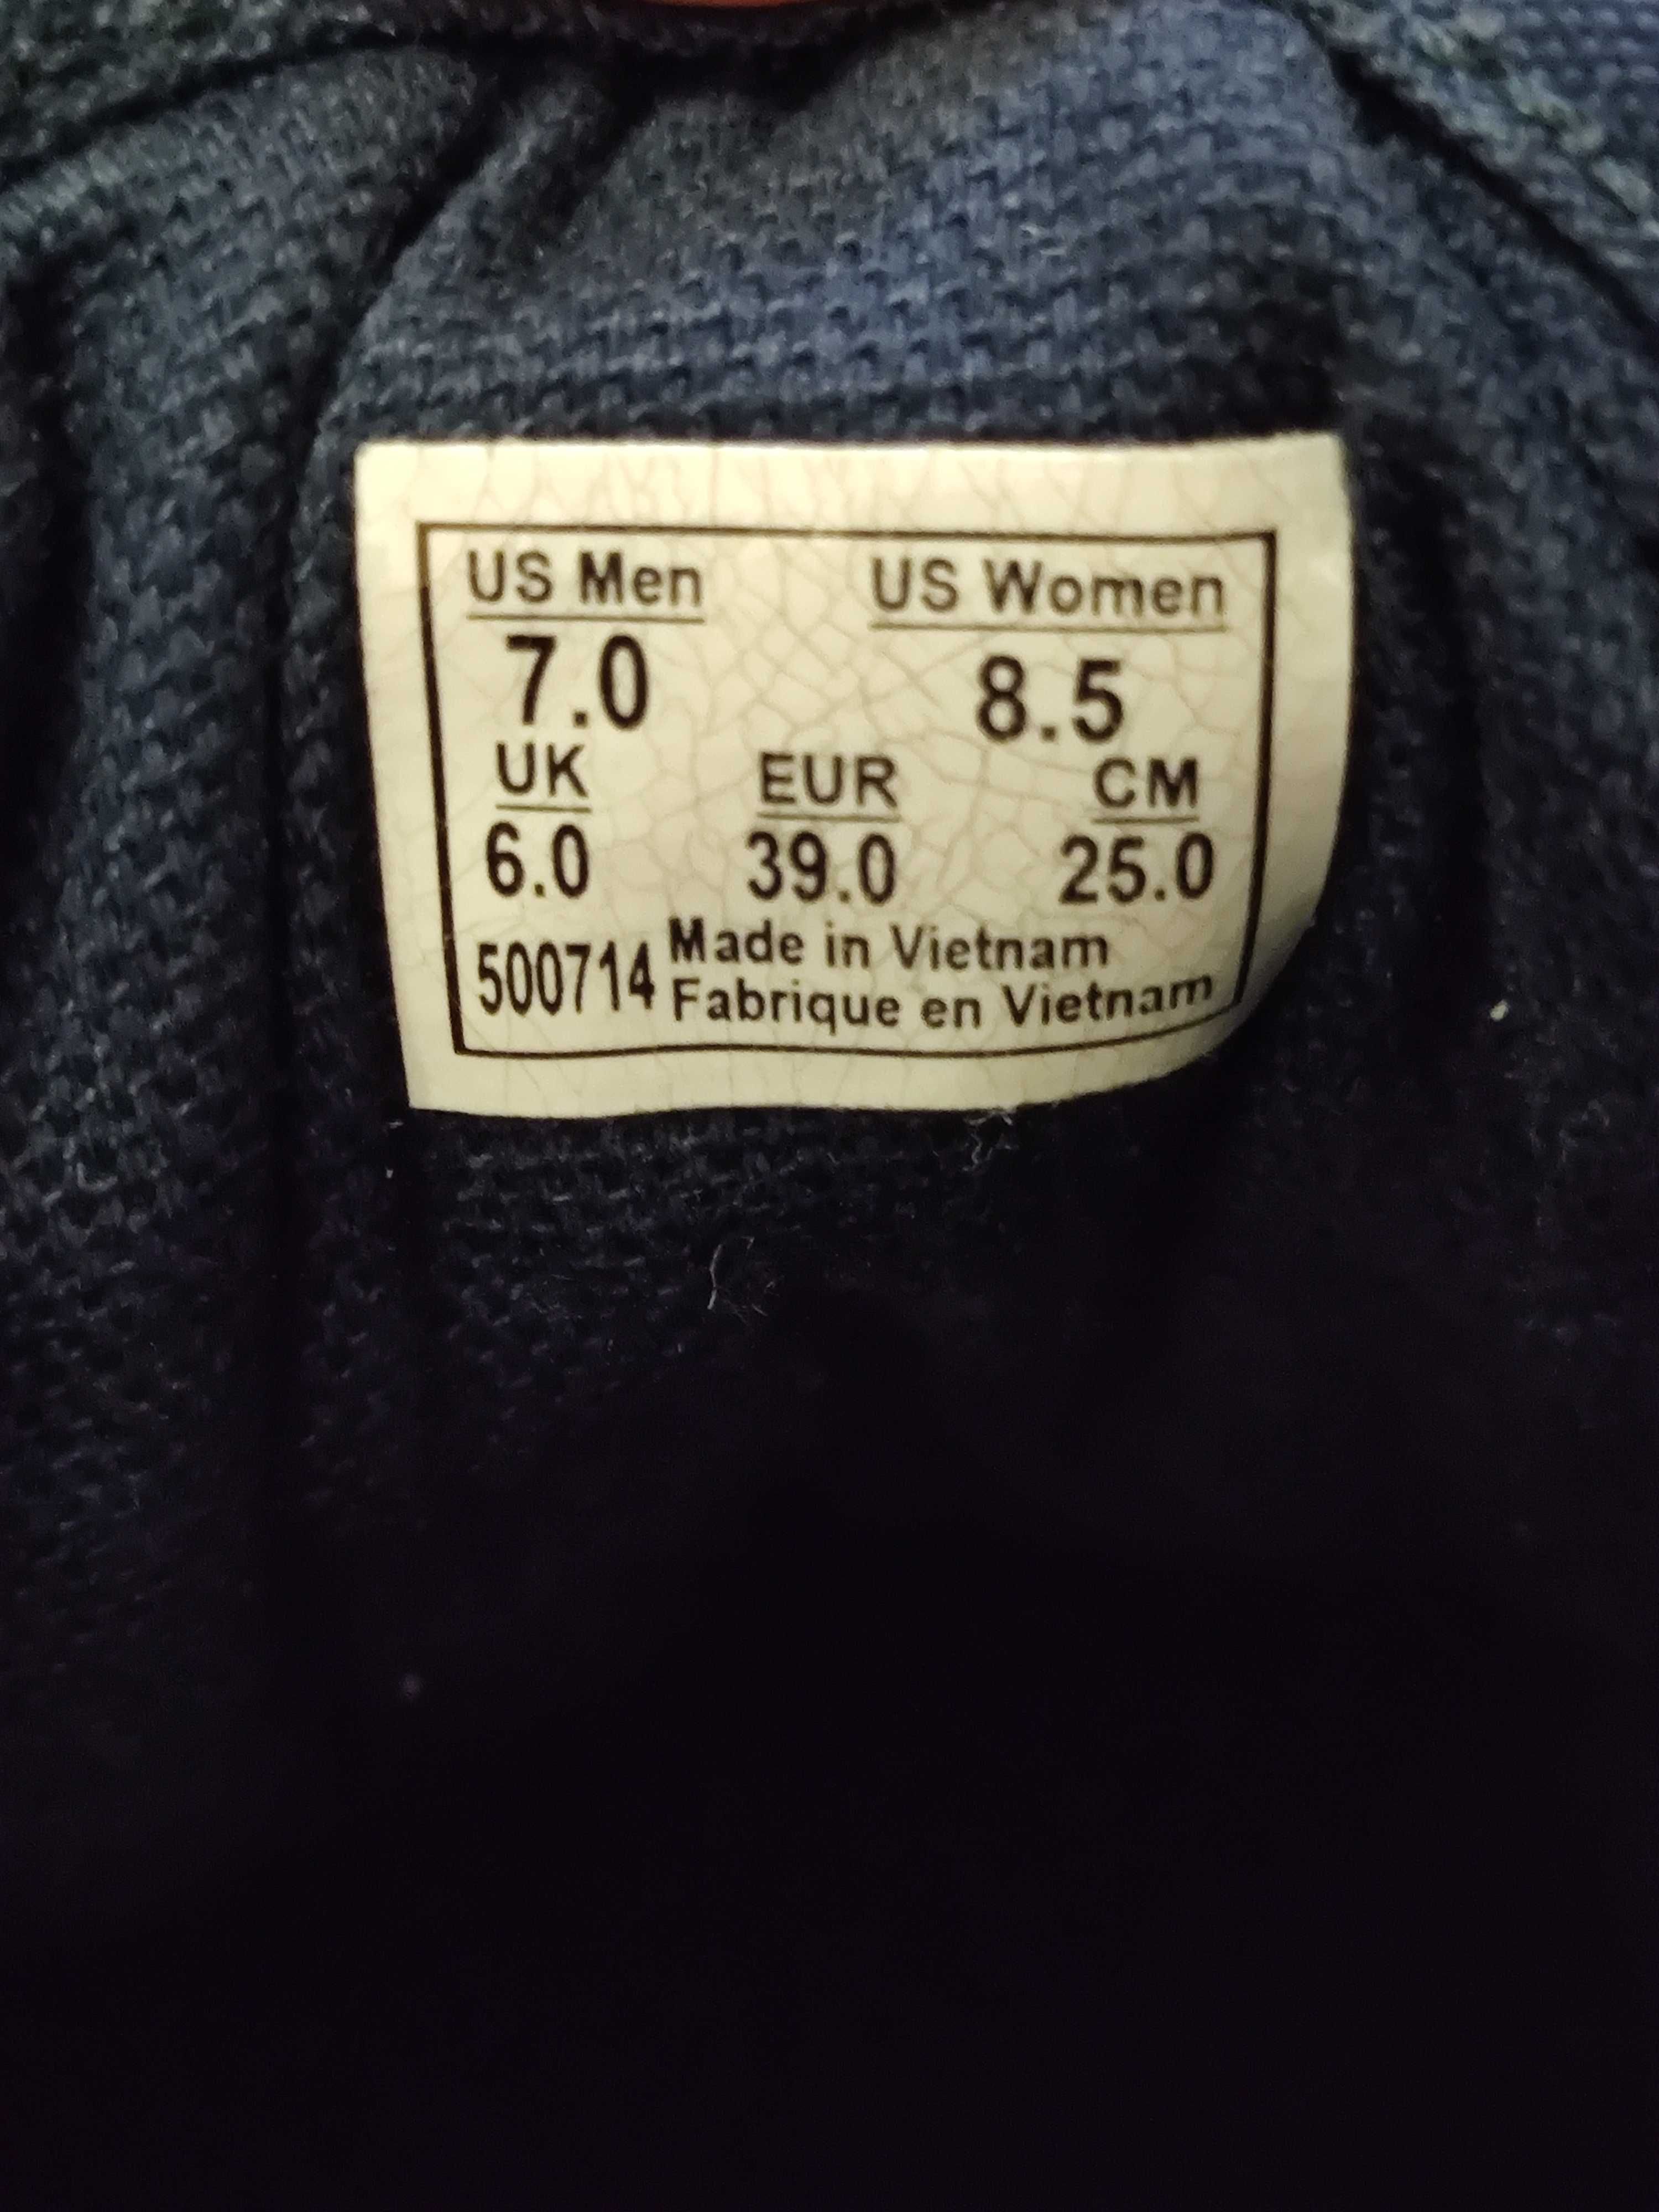 US Men US Women
7.0 8.5
UK EUR CM
6.0 39.0 25.0
500714 Made in Vietnam
Fabrique en Vietnam